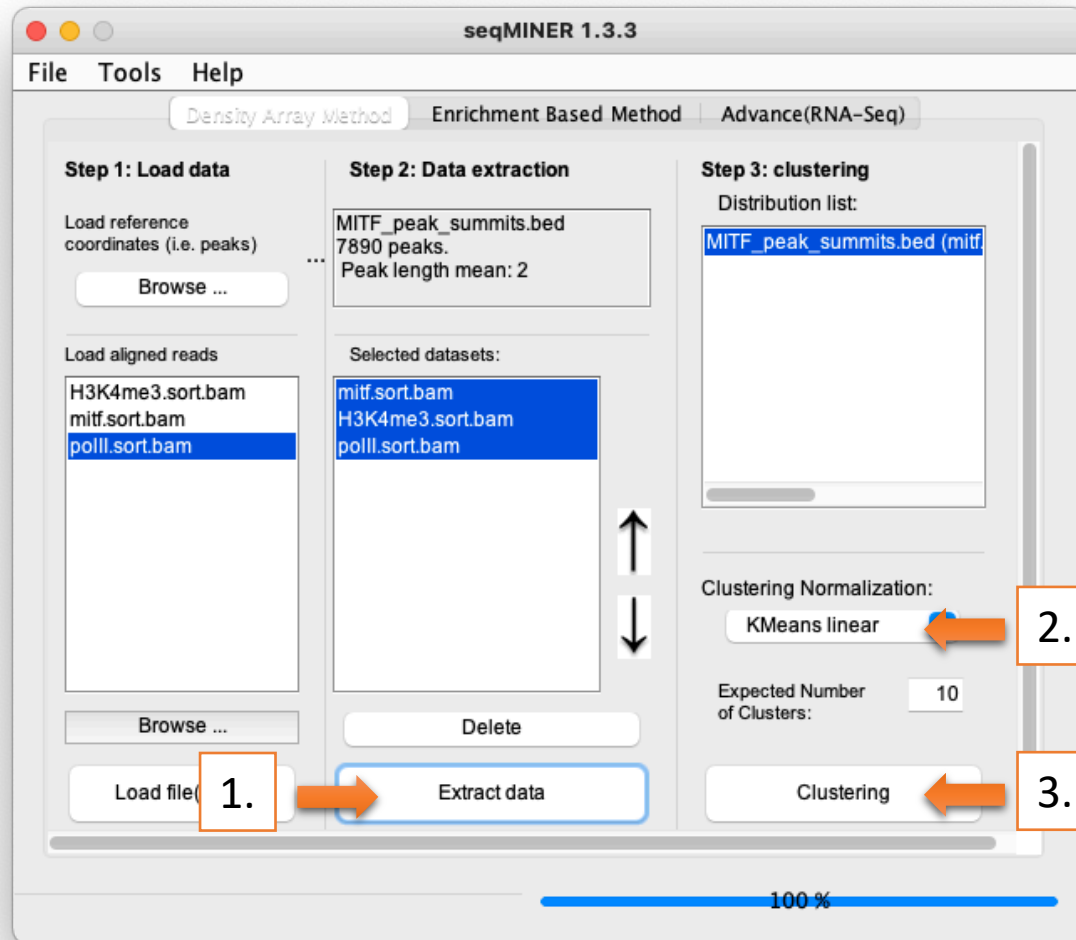 seqMINER 1.3.3
File Tools Help
Density Array Method Enrichment Based Method Advance(RNA-Seq)
Step 1: Load data
Load reference
coordinates (i.e. peaks)
...
Browse ...
Load aligned reads
H3K4me3.sort.bam
mitf.sort.bam
polII.sort.bam
Browse ...
Load file(
1.
Step 2: Data extraction
MITF_peak_summits.bed
7890 peaks.
Peak length mean: 2
Selected datasets:
mitf.sort.bam
H3K4me3.sort.bam
polII.sort.bam
Delete
Extract data
Step 3: clustering
Distribution list:
MITF_peak_summits.bed (mitf.
Clustering Normalization:
KMeans linear
2.
Expected Number
of Clusters:
10
Clustering
3.
100 %